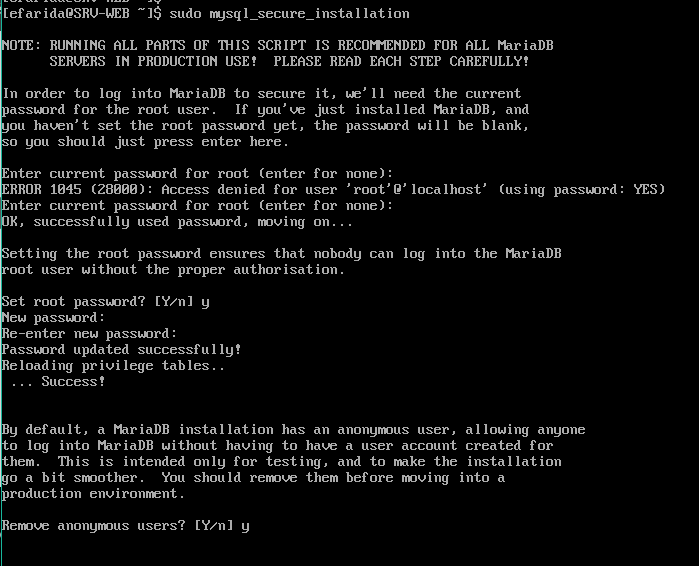 [efarida@SRV-WEB ~]$ sudo mysql_secure_installation
NOTE: RUNNING ALL PARTS OF THIS SCRIPT IS RECOMMENDED FOR ALL MariaDB
SERVERS IN PRODUCTION USE!  PLEASE READ EACH STEP CAREFULLY!
In order to log into MariaDB to secure it, we'll need the current
password for the root user.  If you've just installed MariaDB, and
you haven't set the root password yet, the password will be blank,
so you should just press enter here.
Enter current password for root (enter for none):
ERROR 1045 (28000): Access denied for user 'root'@'localhost' (using password: YES)
Enter current password for root (enter for none):
OK, successfully used password, moving on...
Setting the root password ensures that nobody can log into the MariaDB
root user without the proper authorisation.
Set root password? [Y/n] y
New password:
Re-enter new password:
Password updated successfully!
Reloading privilege tables..
... Success!
By default, a MariaDB installation has an anonymous user, allowing anyone
to log into MariaDB without having to have a user account created for
them.  This is intended only for testing, and to make the installation
go a bit smoother.  You should remove them before moving into a
production environment.
Remove anonymous users? [Y/n] y